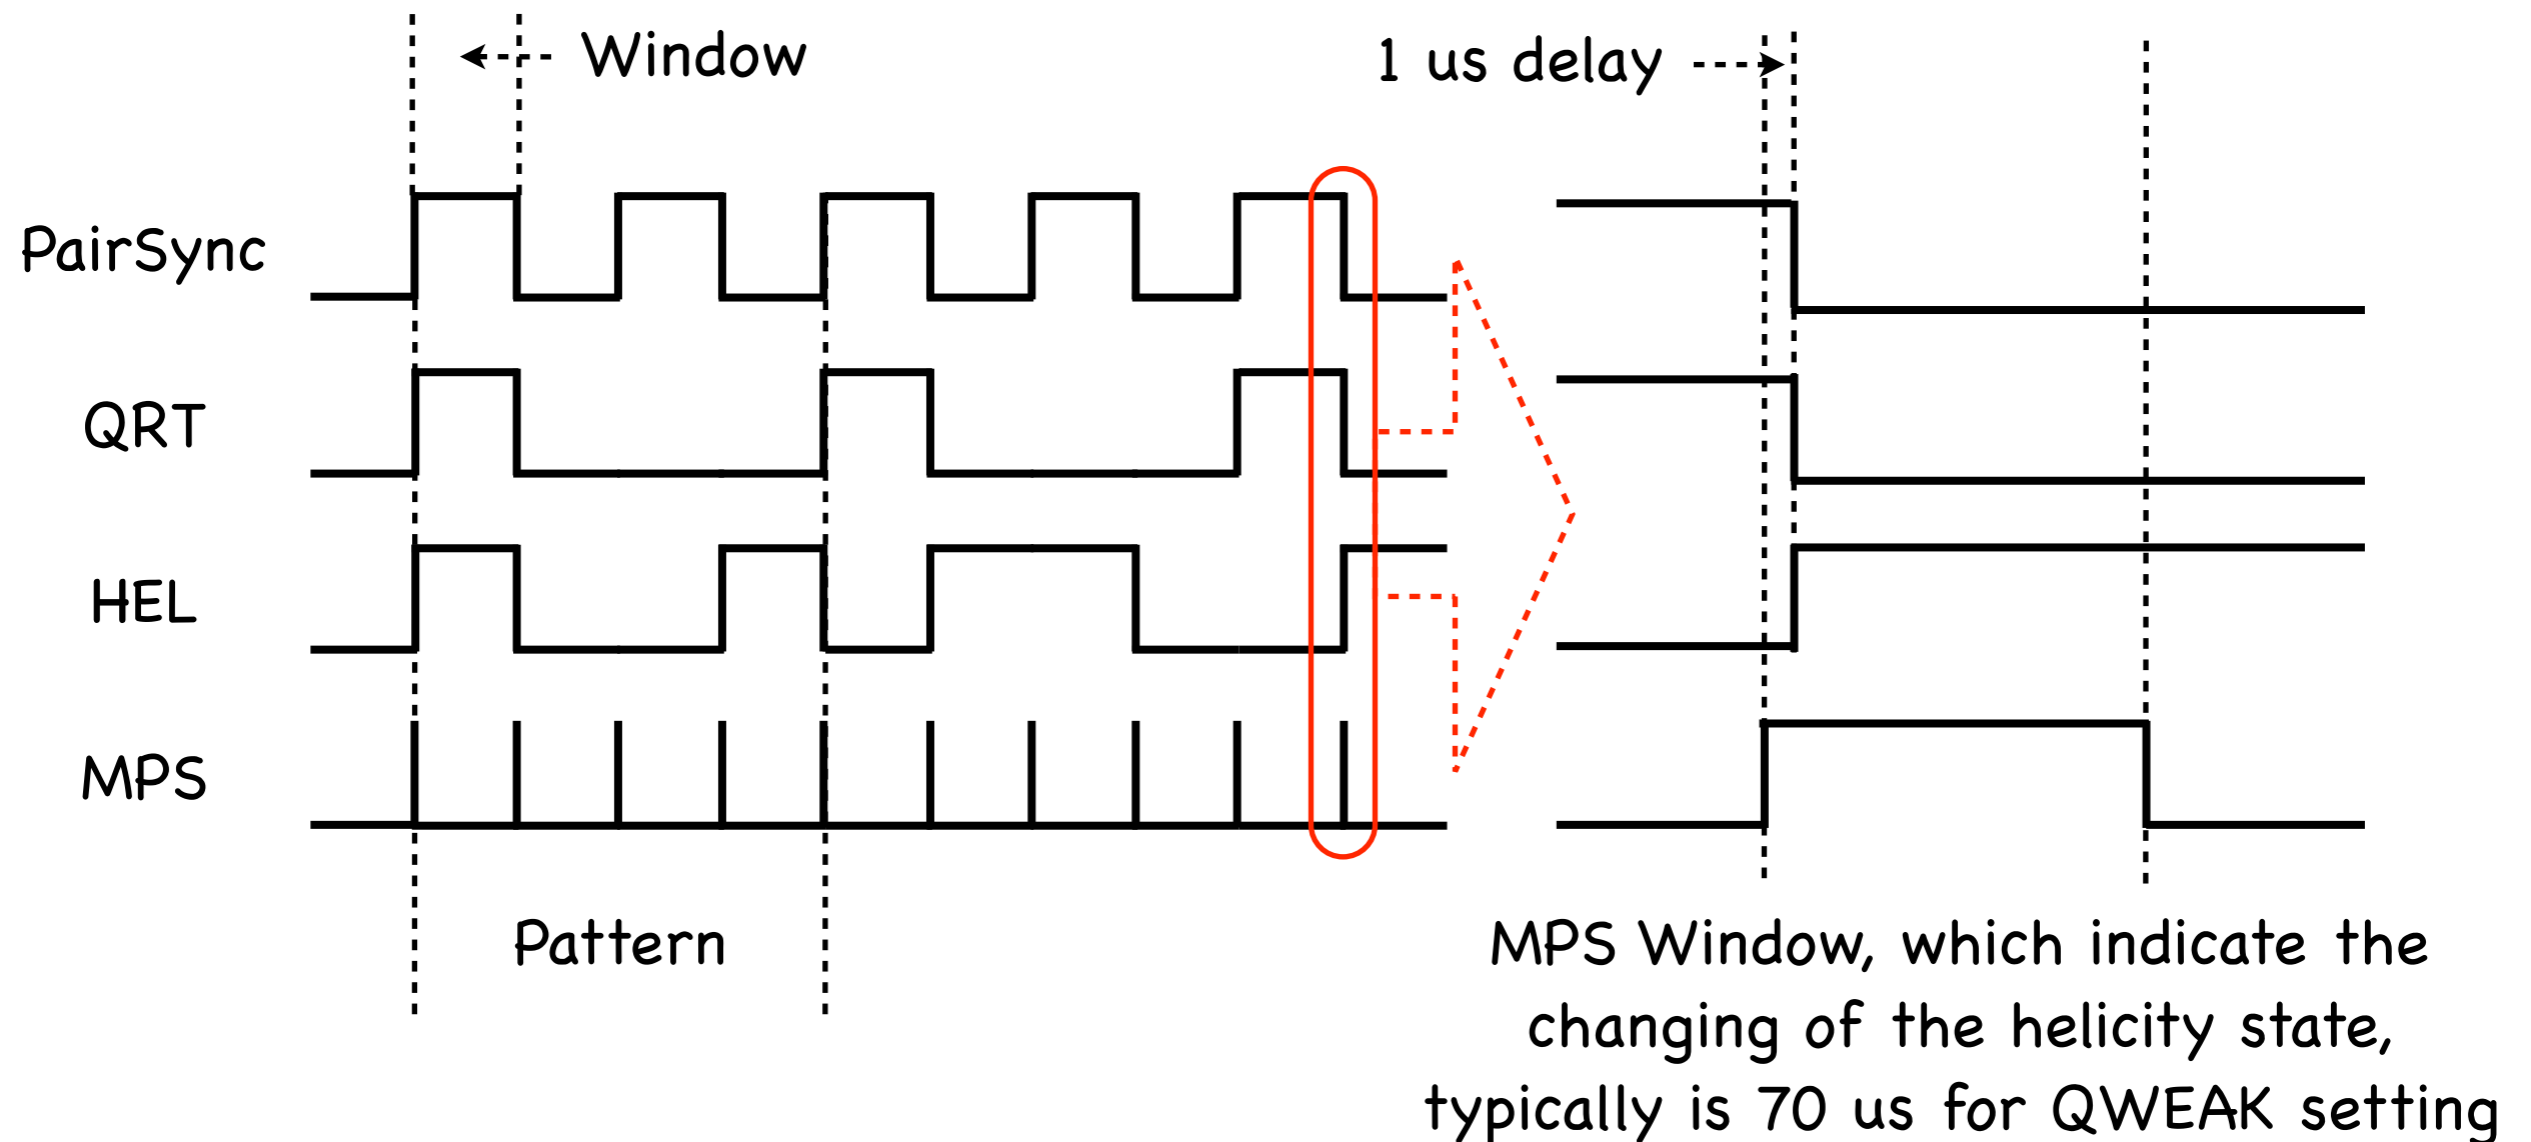 Window
1 us delay
PairSync
QRT
HEL
MPS
Pattern
MPS Window, which indicate the
changing of the helicity state,
typically is 70 us for QWEAK setting